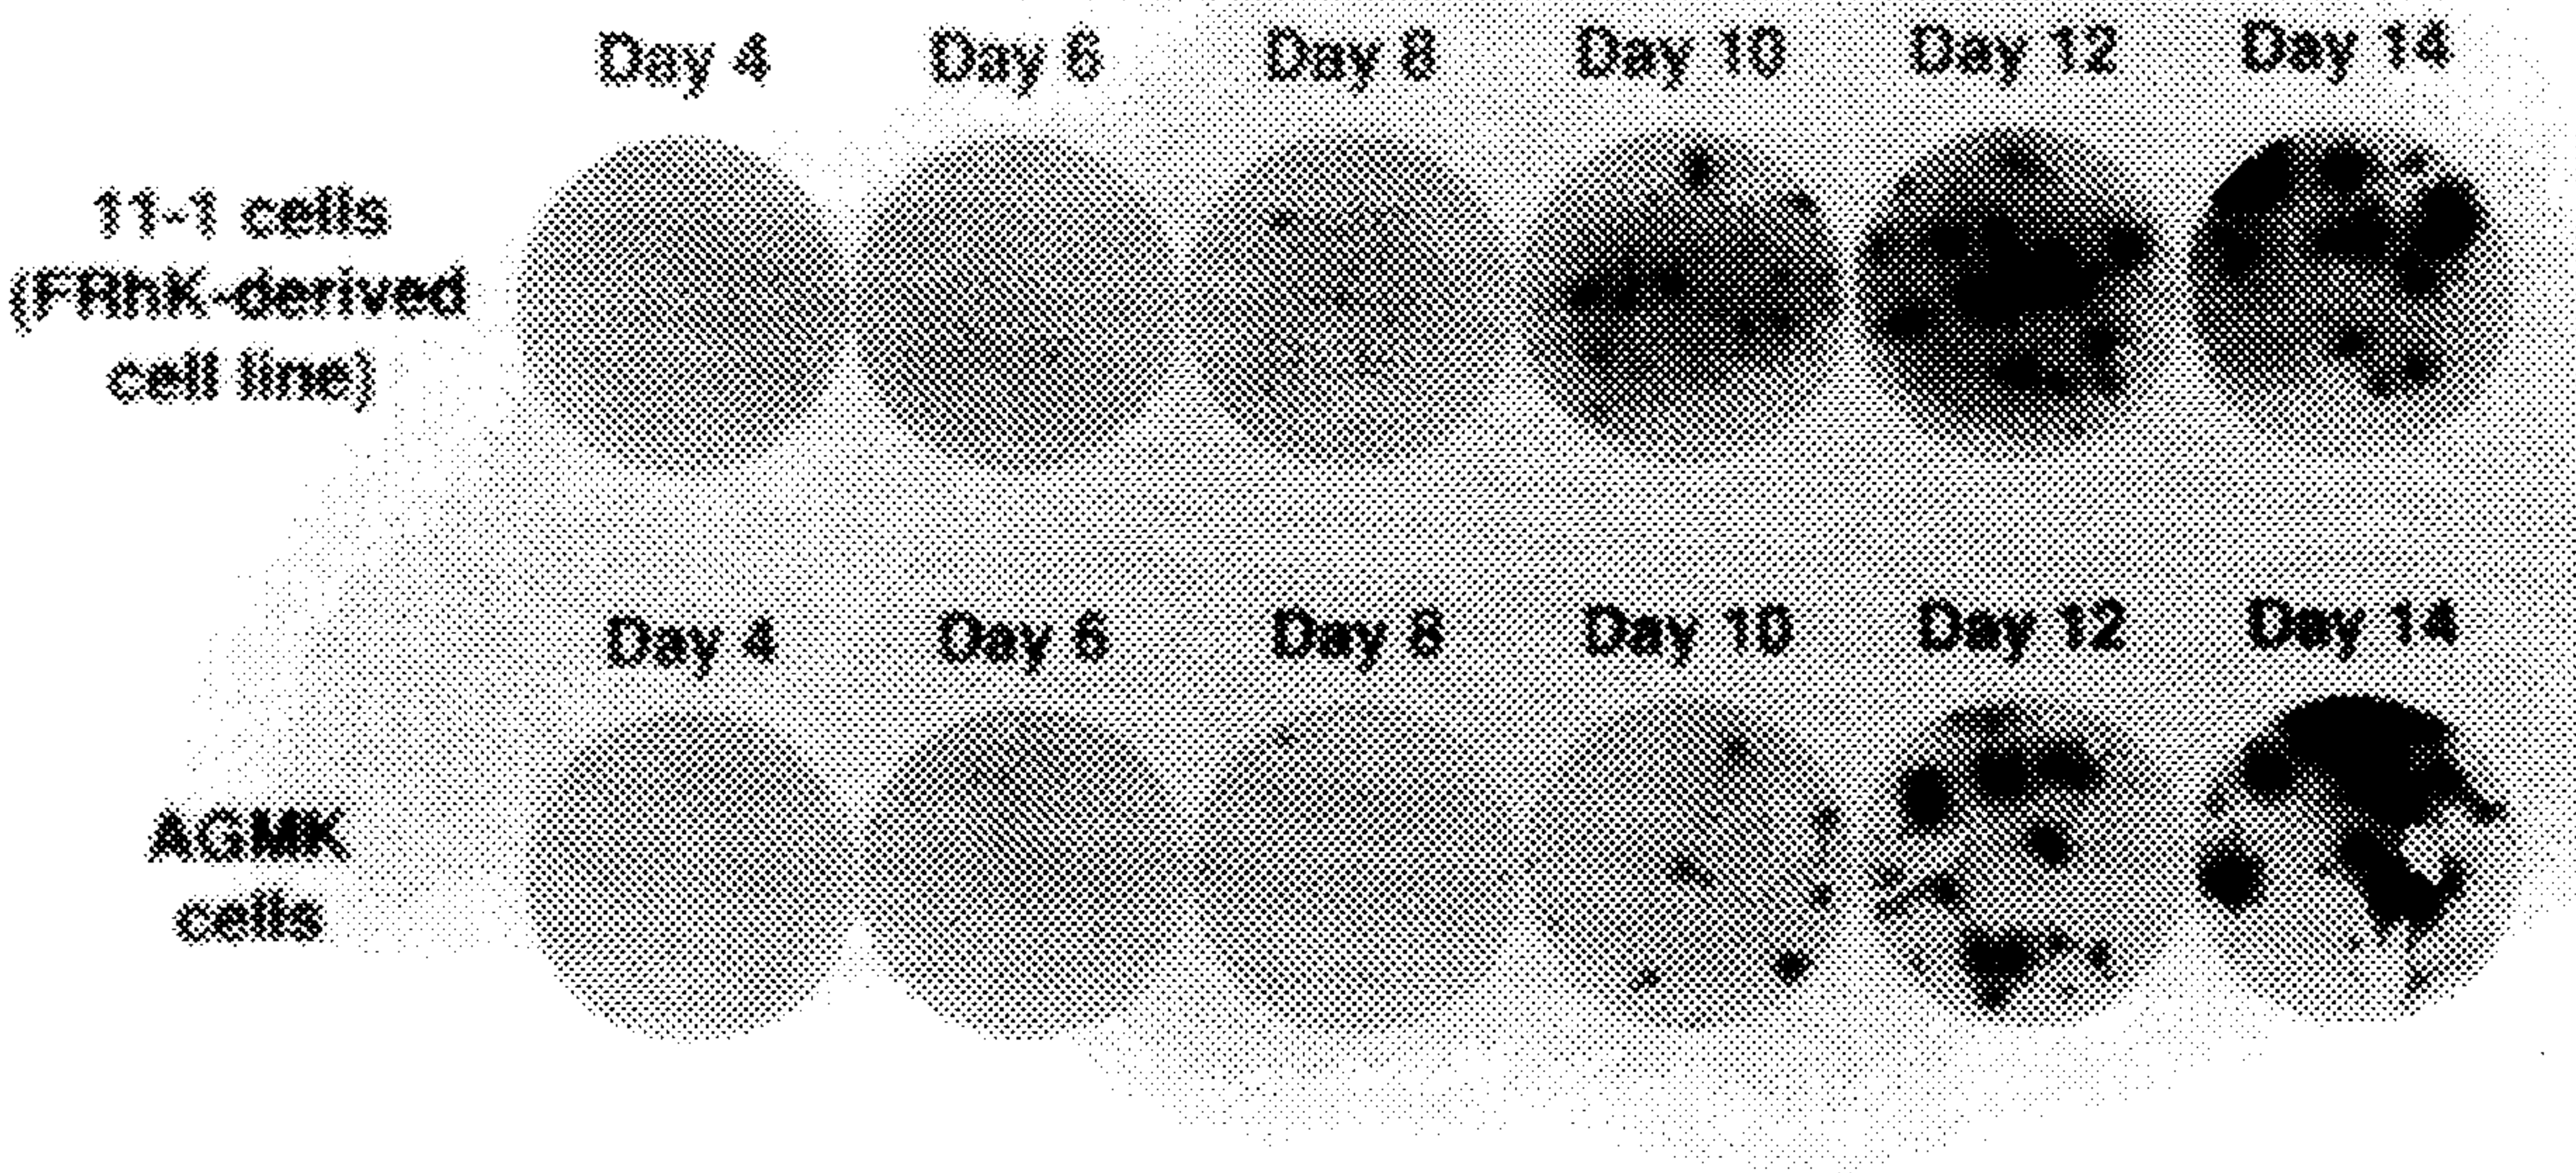 Day 4 Day 6 Day 8 Day 10 Day 12 Day 14
11-1 cells
(FRhK-derived
cell line)
Day 4 Day 6 Day 8 Day 10 Day 12 Day 14
AGMK
cells